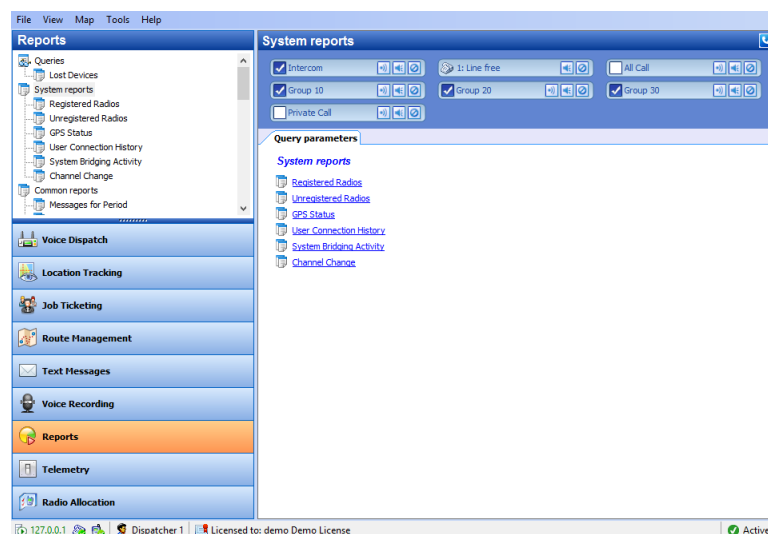 File View Map Tools Help
Reports
Queries
Lost Devices
System reports
Registered Radios
Unregistered Radios
GPS Status
User Connection History
System Bridging Activity
Channel Change
Common reports
Messages for Period
Voice Dispatch
Location Tracking
Job Ticketing
Route Management
Text Messages
Voice Recording
Reports
Telemetry
Radio Allocation
System reports
Intercom 1: Line free All Call
Group 10 Group 20 Group 30
Private Call
Query parameters
System reports
Registered Radios
Unregistered Radios
GPS Status
User Connection History
System Bridging Activity
Channel Change
127.0.0.1 Dispatcher 1 Licensed to: demo Demo License Active